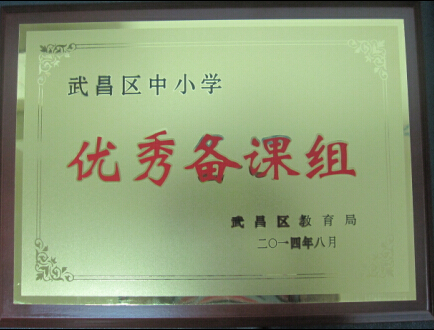 武昌区中小学
优秀备课组
武昌区教育局
二〇一四年八月